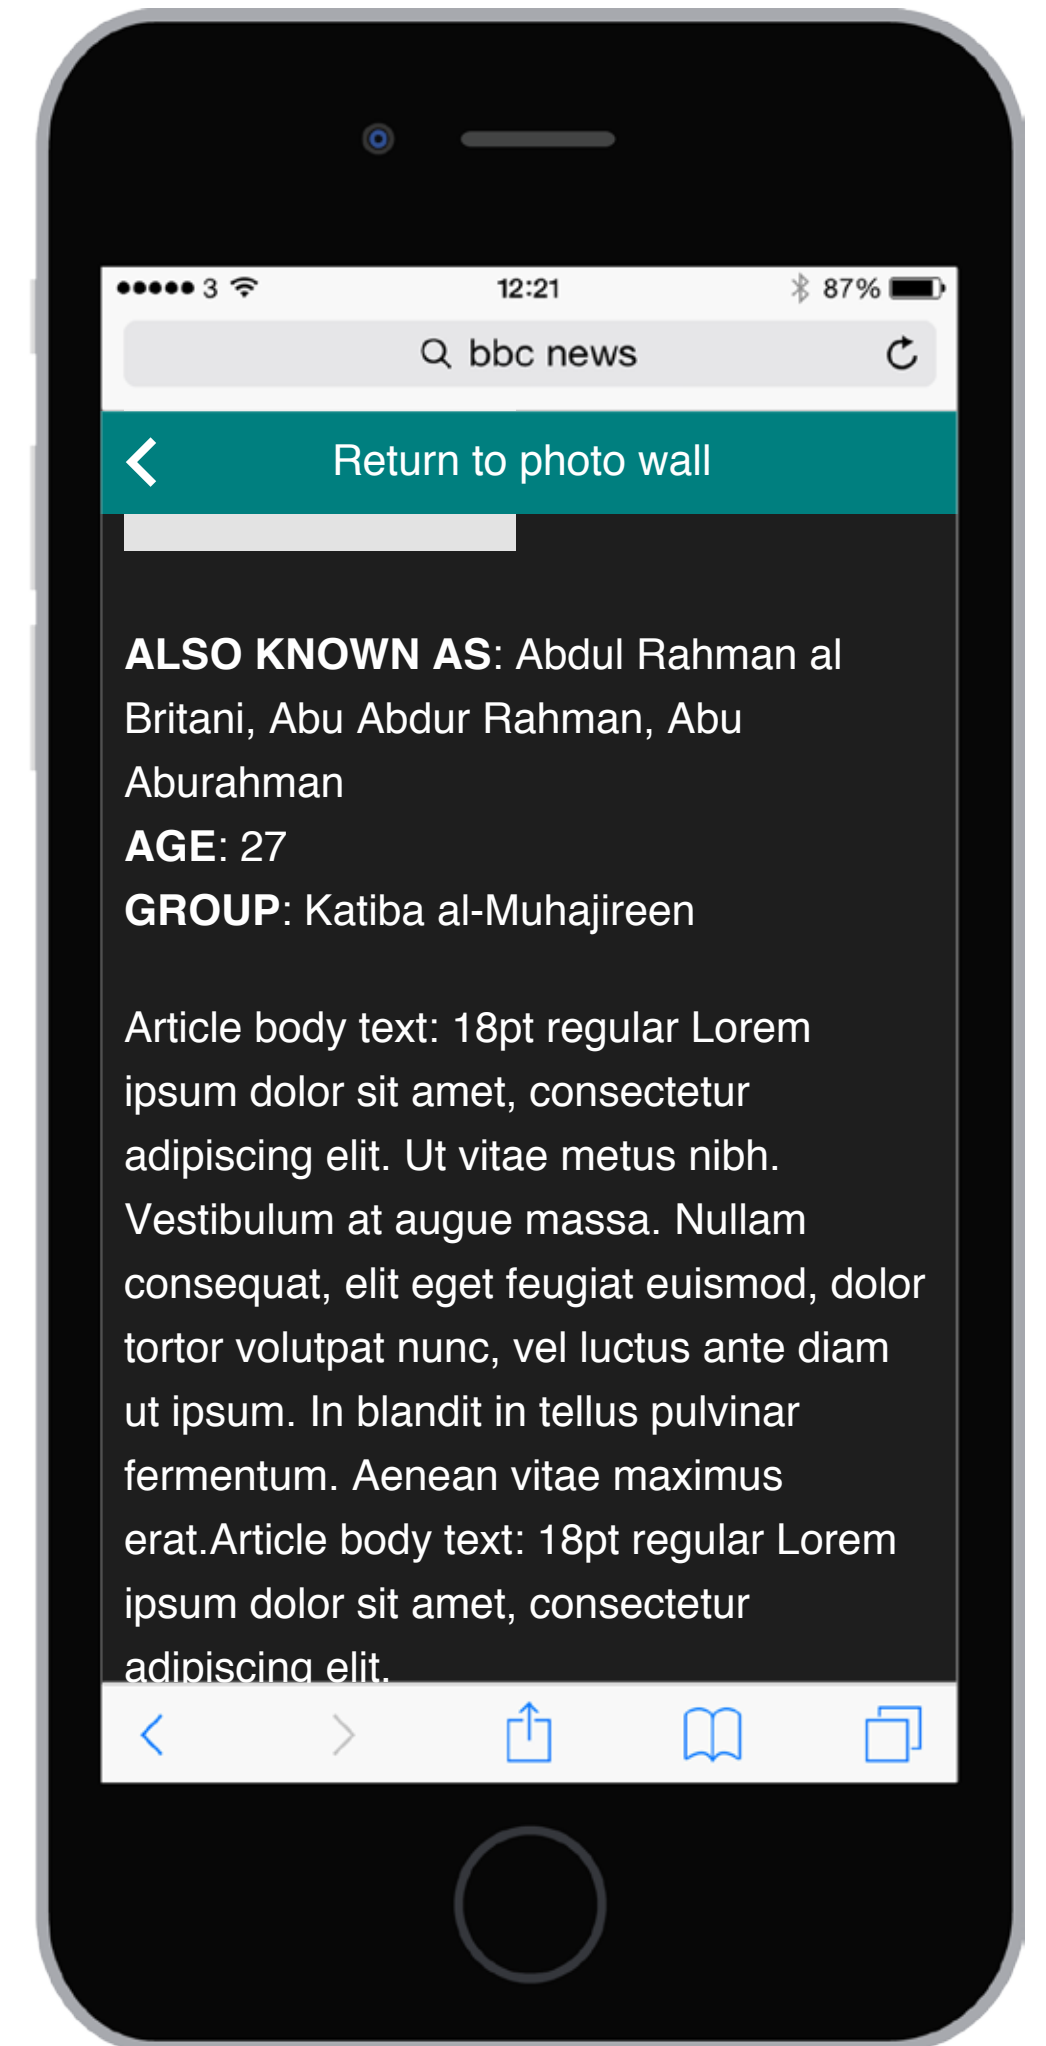 3 12:21 87%
bbc news
Return to photo wall
ALSO KNOWN AS: Abdul Rahman al
Britani, Abu Abdur Rahman, Abu
Aburahman
AGE: 27
GROUP: Katiba al-Muhajireen
Article body text: 18pt regular Lorem
ipsum dolor sit amet, consectetur
adipiscing elit. Ut vitae metus nibh.
Vestibulum at augue massa. Nullam
consequat, elit eget feugiat euismod, dolor
tortor volutpat nunc, vel luctus ante diam
ut ipsum. In blandit in tellus pulvinar
fermentum. Aenean vitae maximus
erat.Article body text: 18pt regular Lorem
ipsum dolor sit amet, consectetur
adipiscing elit.